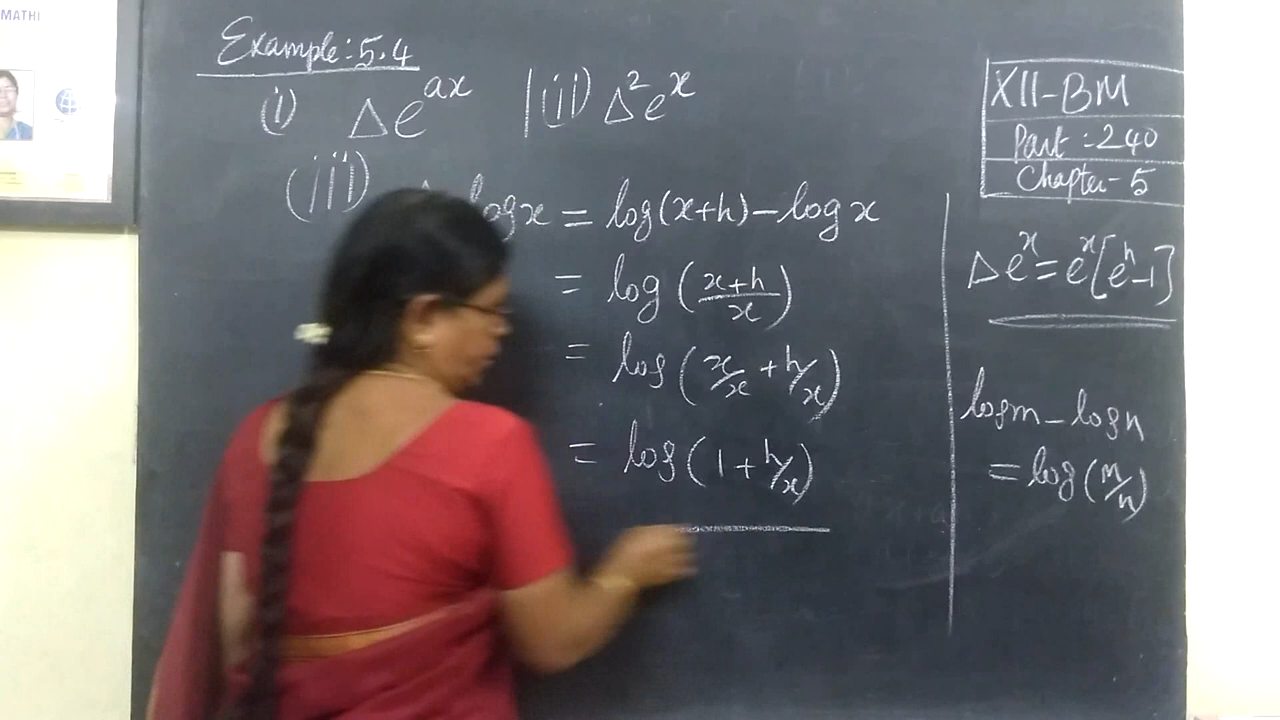 MATHI
Example: 5.4
(i) Δe^ax | (ii) Δ²e^x
(iii) log x = log(x+h) - log x
= log ((x+h)/x)
= log (x/x + h/x)
= log (1 + h/x)
XII-BM
Part: 240
Chapter-5
Δe^x = e^x[e^h-1]
log m - log n
= log (m/n)